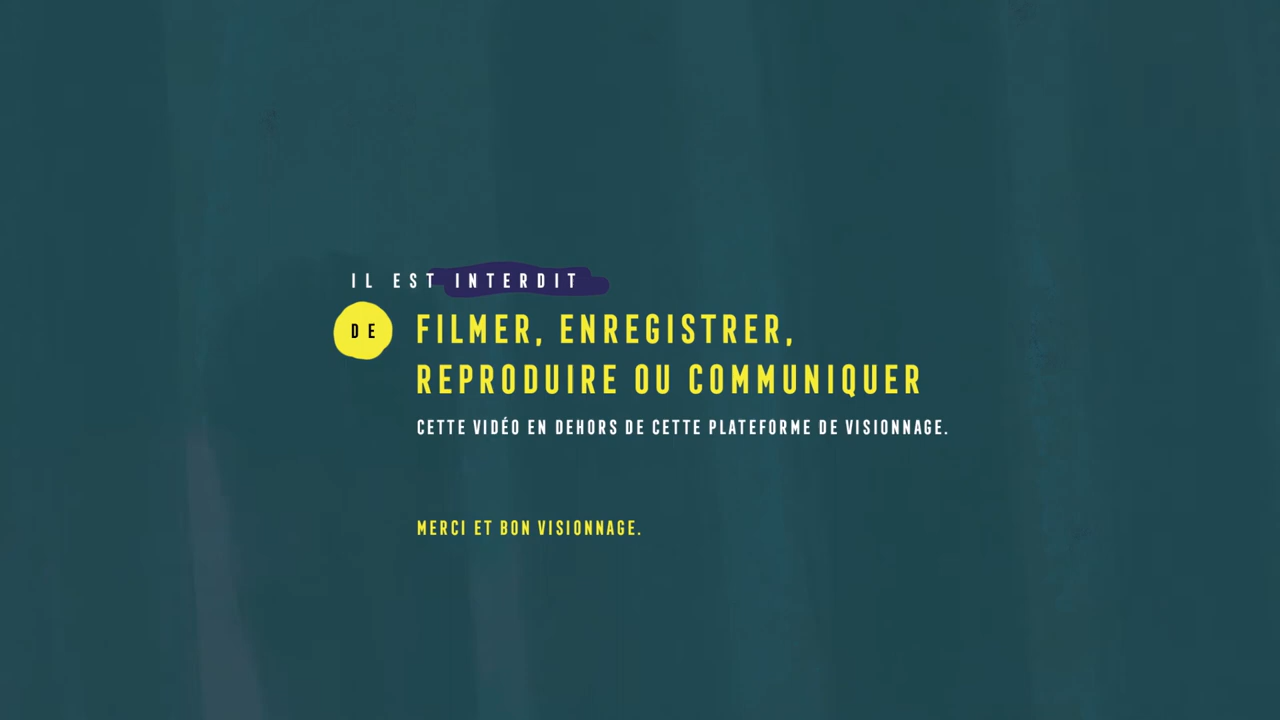 IL EST INTERDIT
DE FILMER, ENREGISTRER,
REPRODUIRE OU COMMUNIQUER
CETTE VIDÉO EN DEHORS DE CETTE PLATEFORME DE VISIONNAGE.
MERCI ET BON VISIONNAGE.